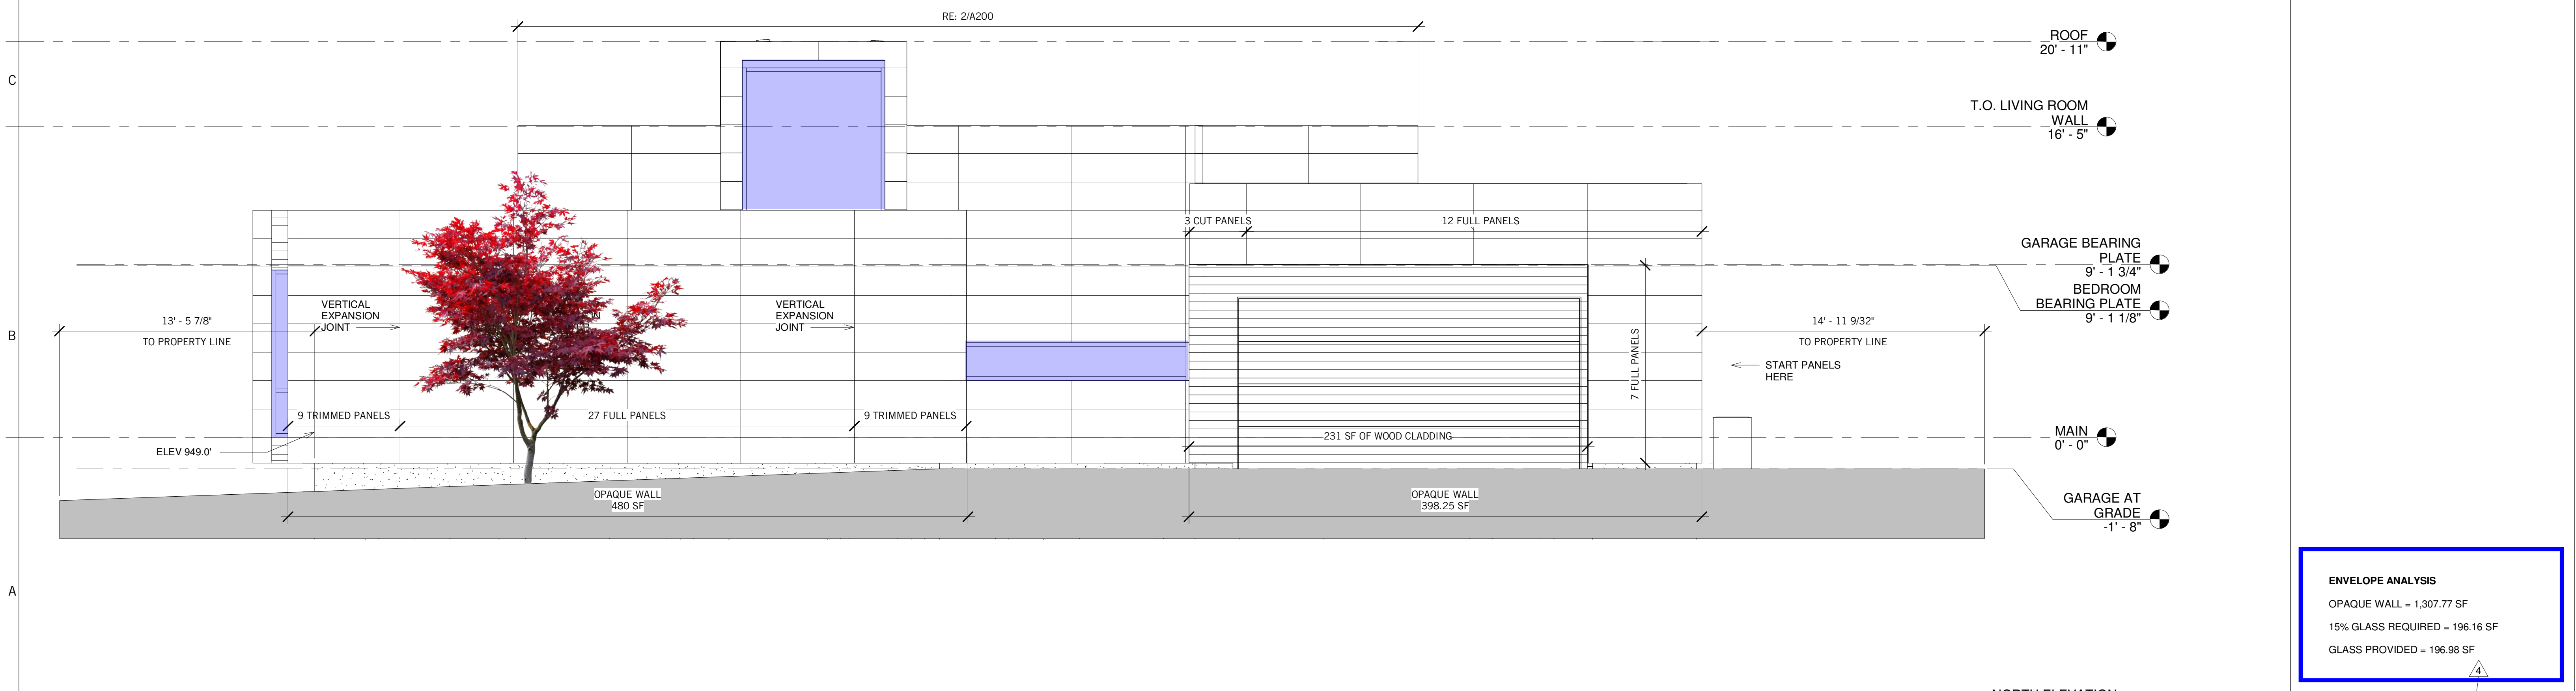 RE: 2/A200
ROOF
20' - 11"
C
T.O. LIVING ROOM
WALL
16' - 5"
3 CUT PANELS
12 FULL PANELS
GARAGE BEARING
PLATE
9' - 1 3/4"
BEDROOM
BEARING PLATE
9' - 1 1/8"
VERTICAL
EXPANSION
JOINT
VERTICAL
EXPANSION
JOINT
B
13' - 5 7/8"
TO PROPERTY LINE
14' - 11 9/32"
TO PROPERTY LINE
7 FULL PANELS
START PANELS
HERE
9 TRIMMED PANELS
27 FULL PANELS
9 TRIMMED PANELS
231 SF OF WOOD CLADDING
MAIN
0' - 0"
ELEV 949.0'
OPAQUE WALL
480 SF
OPAQUE WALL
398.25 SF
GARAGE AT
GRADE
-1' - 8"
A
ENVELOPE ANALYSIS
OPAQUE WALL = 1,307.77 SF
15% GLASS REQUIRED = 196.16 SF
GLASS PROVIDED = 196.98 SF
4